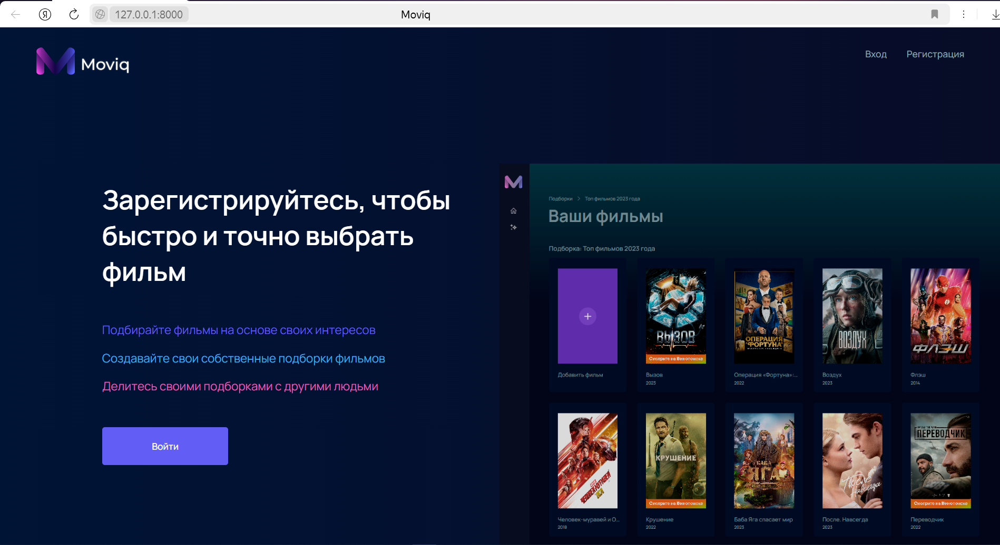 127.0.0.1:8000
Moviq
Moviq
Вход
Регистрация
Зарегистрируйтесь, чтобы
быстро и точно выбрать
фильм
Подбирайте фильмы на основе своих интересов
Создавайте свои собственные подборки фильмов
Делитесь своими подборками с другими людьми
Войти
Подборки > Топ фильмов 2023 года
Ваши фильмы
Подборка: Топ фильмов 2023 года
ВЫЗОВ
Смотрите на Кинопоиске
ОПЕРАЦИЯ
"ФОРТУНА"
ВОЗДУХ
ФЛЭШ
Добавить фильм
Вызов
2023
Операция «Фортуна»:...
2022
Воздух
2023
Флэш
2014
ЧЕЛОВЕК-МУРАВЕЙ
ОСА
КРУШЕНИЕ
Смотрите на Кинопоиске
БАБА
ЯГА
После
Навсегда
ПЕРЕВОДЧИК
Смотрите на Кинопоиске
Человек-муравей и О...
2018
Крушение
2022
Баба Яга спасает мир
2023
После. Навсегда
2023
Переводчик
2022